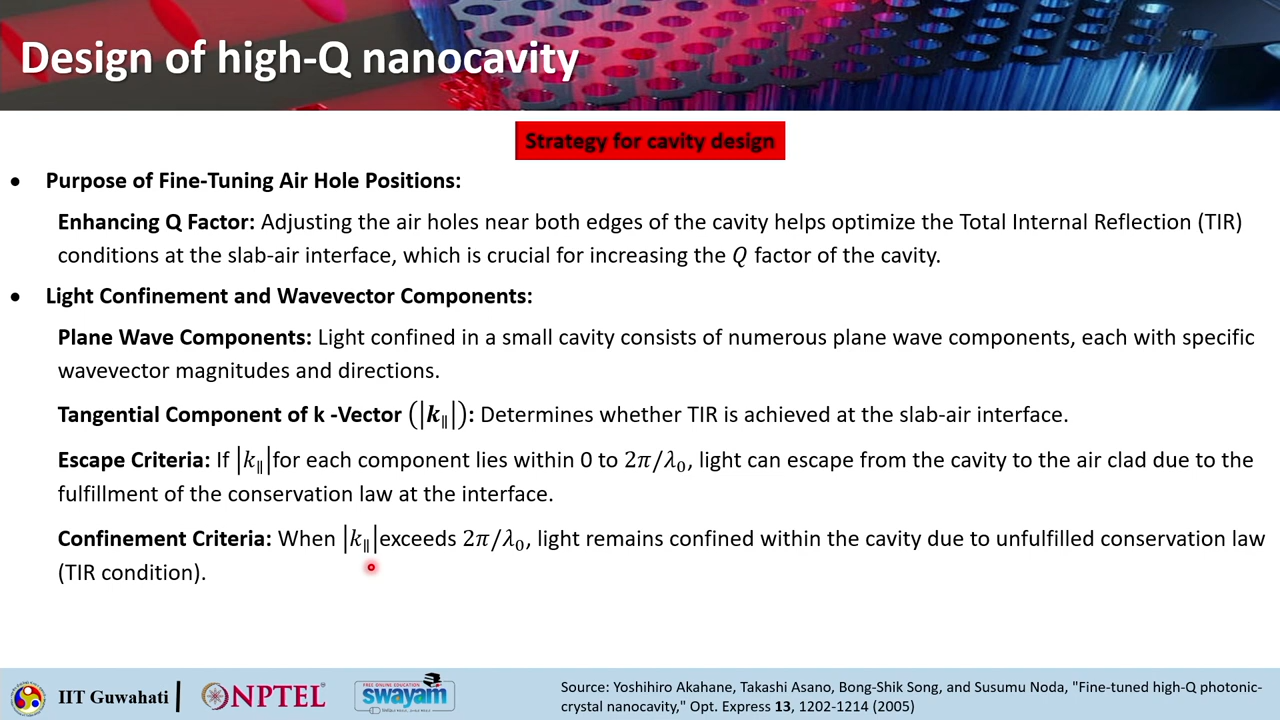 Design of high-Q nanocavity
Strategy for cavity design
• Purpose of Fine-Tuning Air Hole Positions:
Enhancing Q Factor: Adjusting the air holes near both edges of the cavity helps optimize the Total Internal Reflection (TIR)
conditions at the slab-air interface, which is crucial for increasing the Q factor of the cavity.
• Light Confinement and Wavevector Components:
Plane Wave Components: Light confined in a small cavity consists of numerous plane wave components, each with specific
wavevector magnitudes and directions.
Tangential Component of k -Vector (|k∥|): Determines whether TIR is achieved at the slab-air interface.
Escape Criteria: If |k∥|for each component lies within 0 to 2π/λ₀, light can escape from the cavity to the air clad due to the
fulfillment of the conservation law at the interface.
Confinement Criteria: When |k∥|exceeds 2π/λ₀, light remains confined within the cavity due to unfulfilled conservation law
(TIR condition).
IIT Guwahati
NPTEL
FREE ONLINE EDUCATION
swayam
Source: Yoshihiro Akahane, Takashi Asano, Bong-Shik Song, and Susumu Noda, "Fine-tuned high-Q photonic-
crystal nanocavity," Opt. Express 13, 1202-1214 (2005)